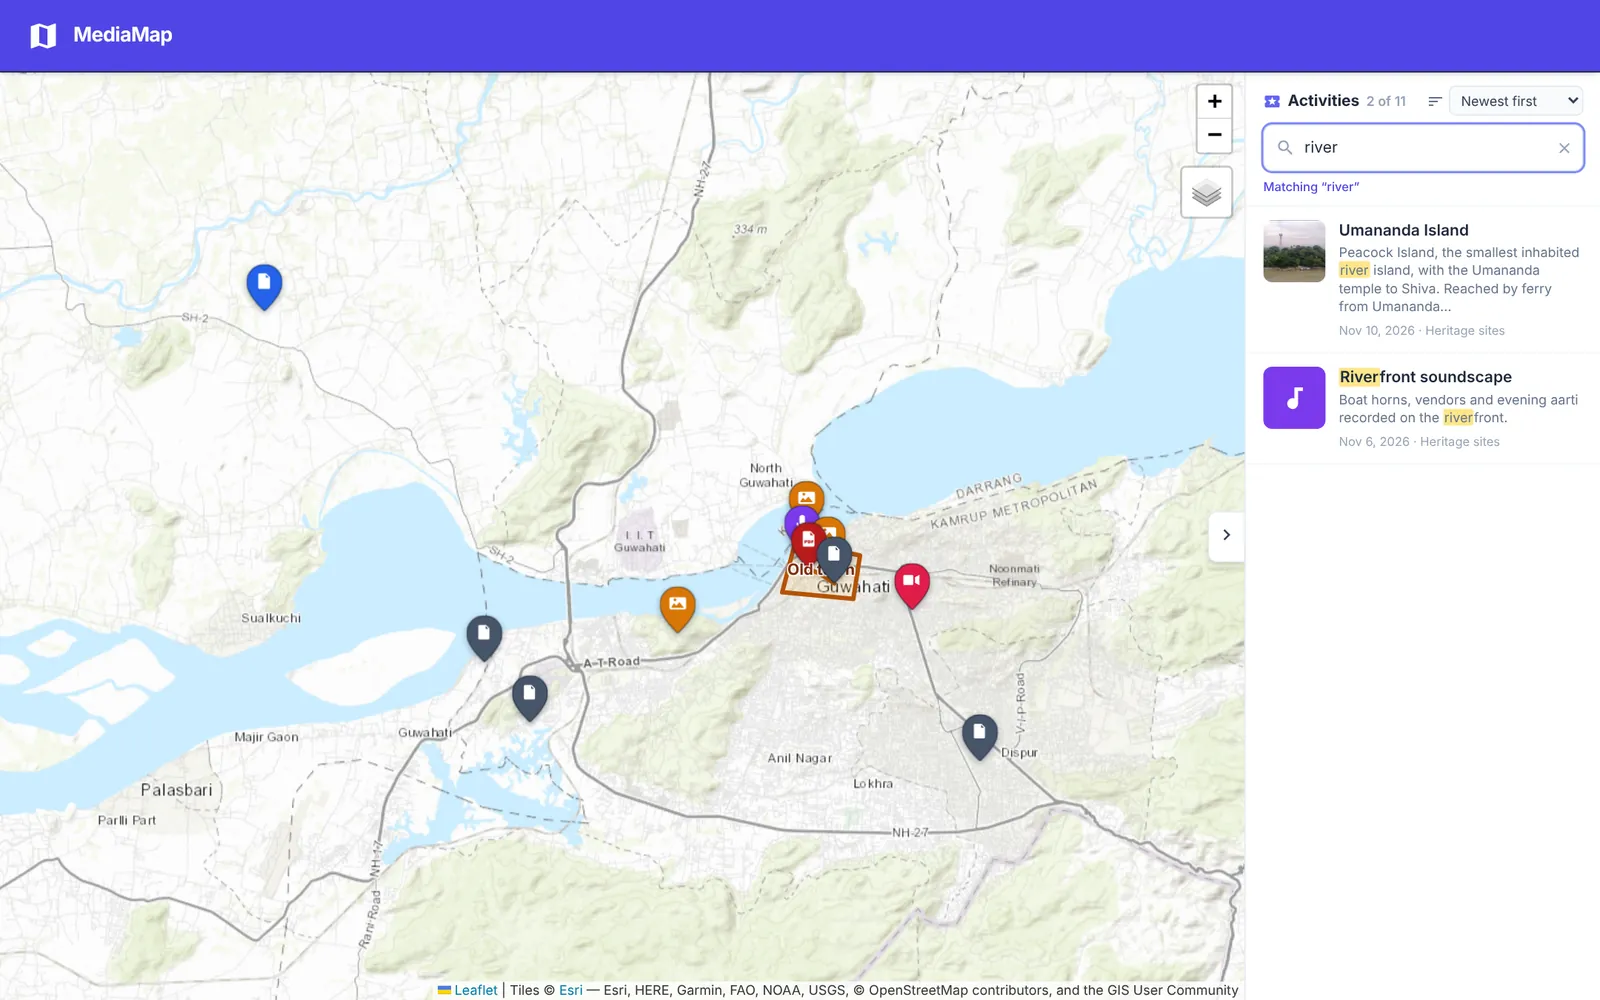 MediaMap
Activities 2 of 11
Newest first
river
Matching “river”
Umananda Island
Peacock Island, the smallest inhabited
river island, with the Umananda
temple to Shiva. Reached by ferry
from Umananda...
Nov 10, 2026 · Heritage sites
Riverfront soundscape
Boat horns, vendors and evening aarti
recorded on the riverfront.
Nov 6, 2026 · Heritage sites
+
−
NH-27
334 m
SH-2
North
Guwahati
DARRANG
KAMRUP METROPOLITAN
I. I. T
Guwahati
SH-2
Guwahati
Noonmati
Refinary
Sualkuchi
A-T-Road
V-I-P-Road
Majir Gaon
Guwahati
Dispur
Anil Nagar
Lokhra
Palasbari
Parlli Part
NH-27
NH-17
Rani Road
PDF
Leaflet | Tiles © Esri — Esri, HERE, Garmin, FAO, NOAA, USGS, © OpenStreetMap contributors, and the GIS User Community